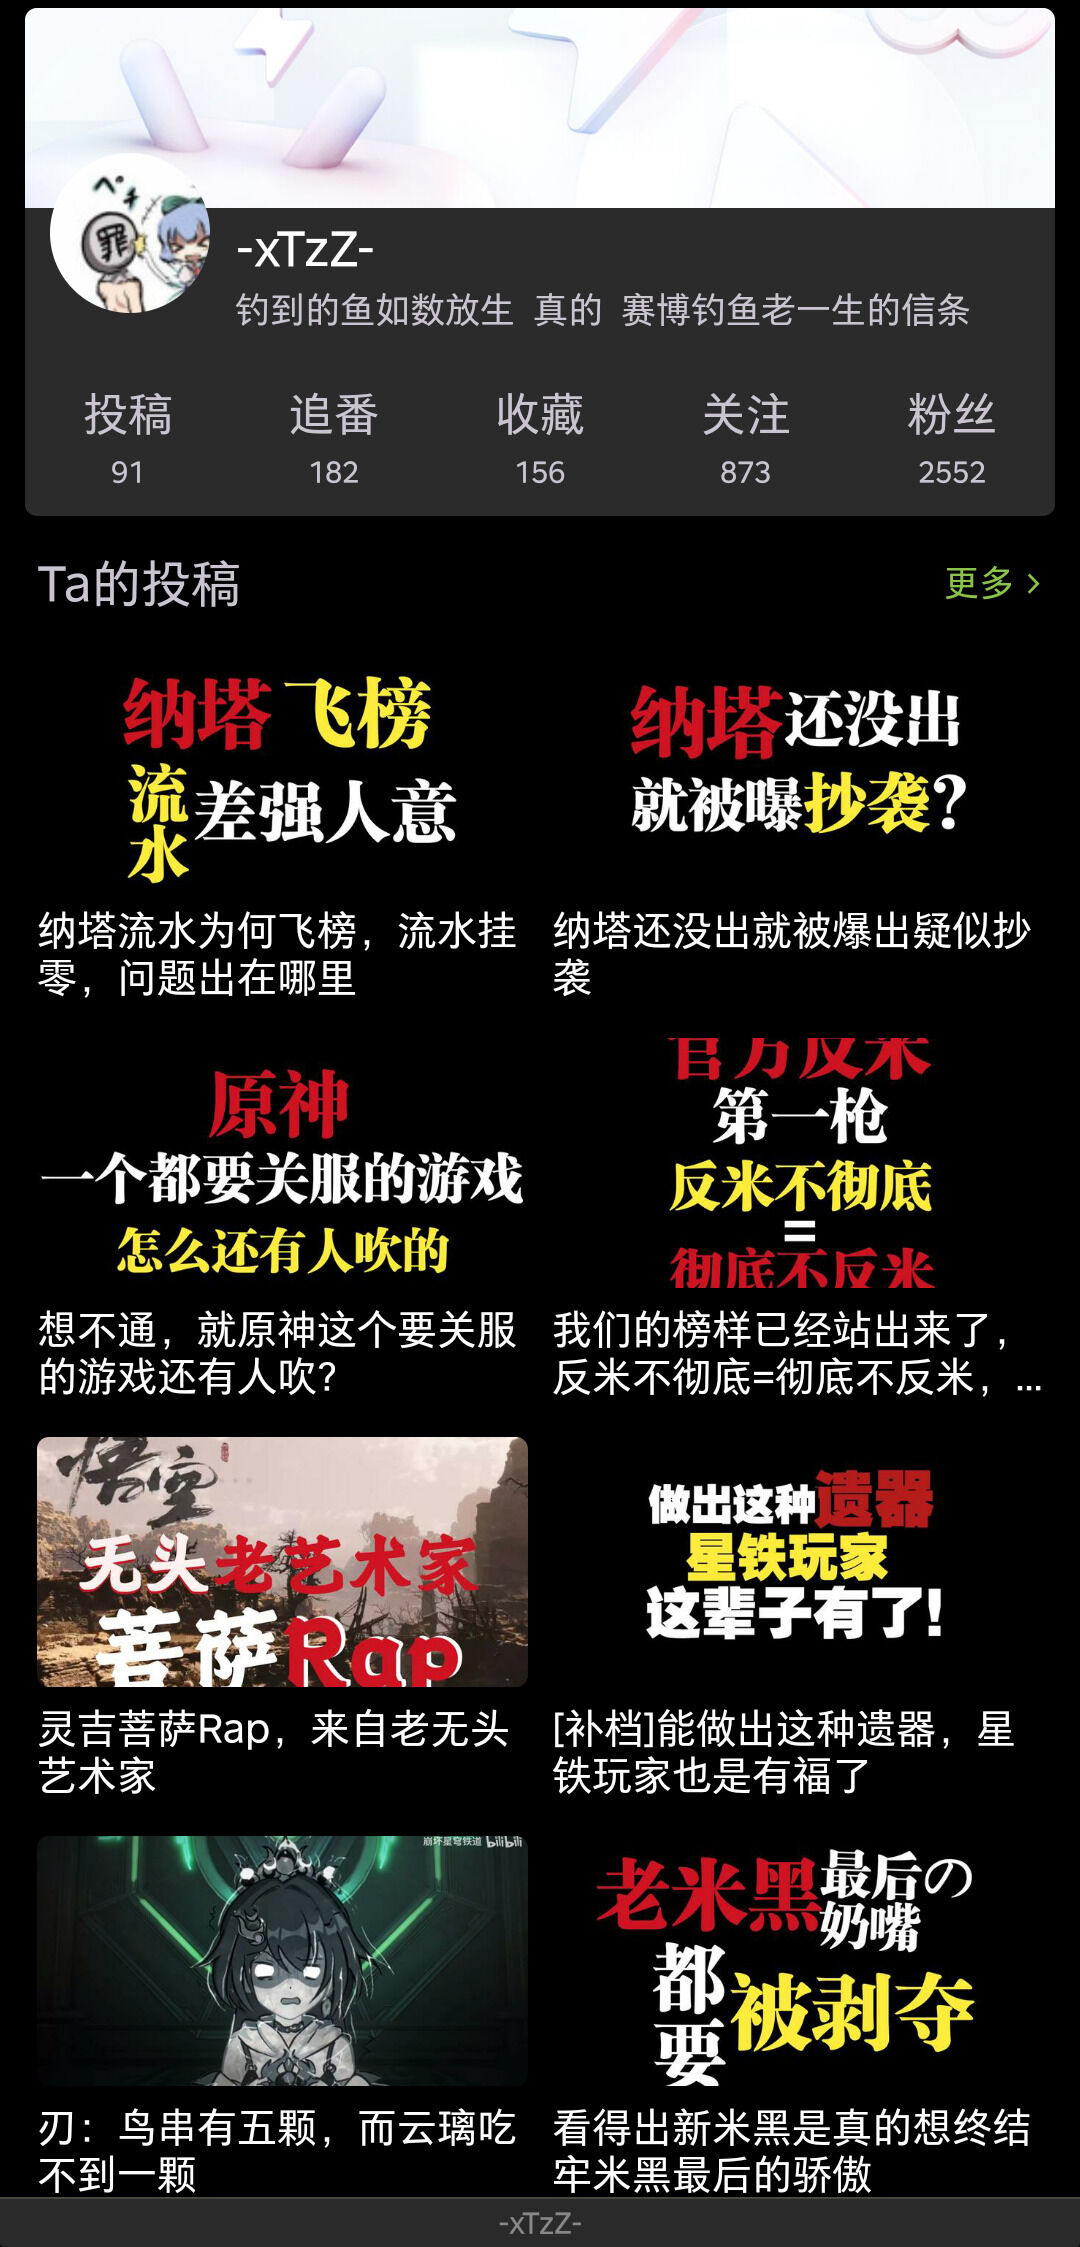 ペチ
罪
-xTzZ-
钓到的鱼如数放生 真的 赛博钓鱼老一生的信条
投稿
追番
收藏
关注
粉丝
91
182
156
873
2552
Ta的投稿
更多 >
纳塔飞榜
流水差强人意
纳塔还没出
就被曝抄袭?
纳塔流水为何飞榜，流水挂
零，问题出在哪里
纳塔还没出就被爆出疑似抄
袭
原神
一个都要关服的游戏
怎么还有人吹的
官方反米
第一枪
反米不彻底
=
彻底不反米
想不通，就原神这个要关服
的游戏还有人吹?
我们的榜样已经站出来了，
反米不彻底=彻底不反米，...
悟空
无头老艺术家
菩萨Rap
做出这种遗器
星铁玩家
这辈子有了!
灵吉菩萨Rap，来自老无头
艺术家
[补档]能做出这种遗器，星
铁玩家也是有福了
崩坏星穹铁道 bilibili
老米黑最后の
奶嘴
都要被剥夺
刃：鸟串有五颗，而云璃吃
不到一颗
看得出新米黑是真的想终结
牢米黑最后的骄傲
-xTzZ-